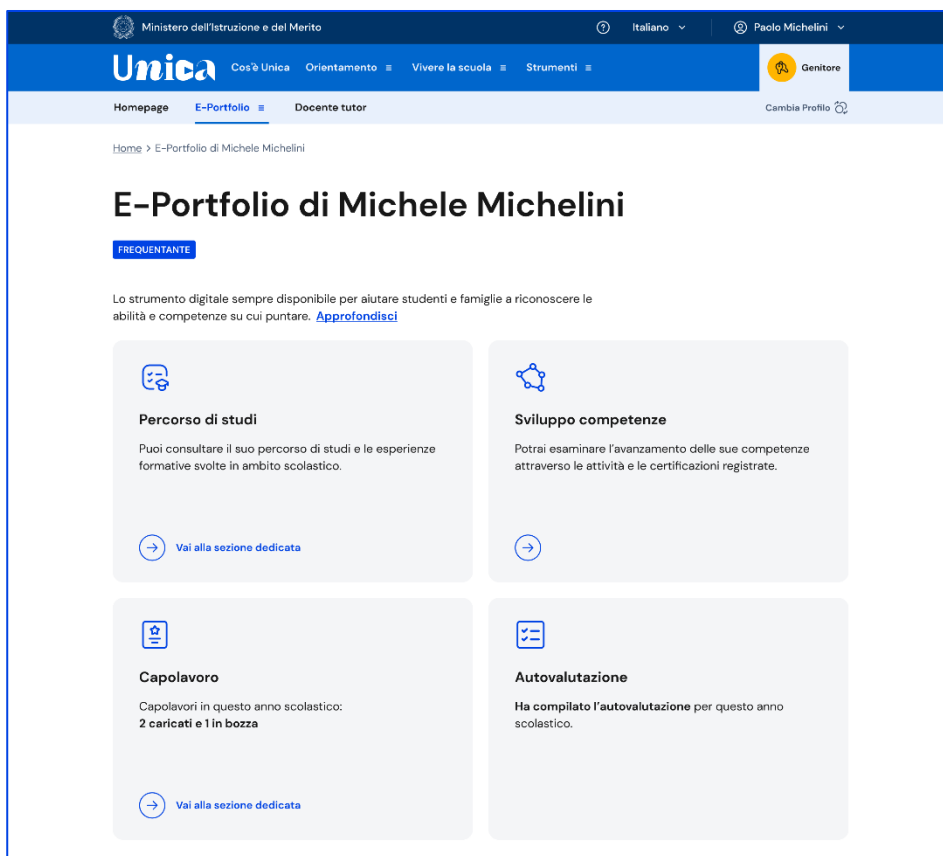 Ministero dell'Istruzione e del Merito
Italiano
Paolo Michelini
Unica
Cos'è Unica
Orientamento
Vivere la scuola
Strumenti
Genitore
Homepage
E-Portfolio
Docente tutor
Cambia Profilo
Home > E-Portfolio di Michele Michelini
E-Portfolio di Michele Michelini
FREQUENTANTE
Lo strumento digitale sempre disponibile per aiutare studenti e famiglie a riconoscere le
abilità e competenze su cui puntare. Approfondisci
Percorso di studi
Puoi consultare il suo percorso di studi e le esperienze
formative svolte in ambito scolastico.
Vai alla sezione dedicata
Sviluppo competenze
Potrai esaminare l'avanzamento delle sue competenze
attraverso le attività e le certificazioni registrate.
Capolavoro
Capolavori in questo anno scolastico:
2 caricati e 1 in bozza
Vai alla sezione dedicata
Autovalutazione
Ha compilato l'autovalutazione per questo anno
scolastico.